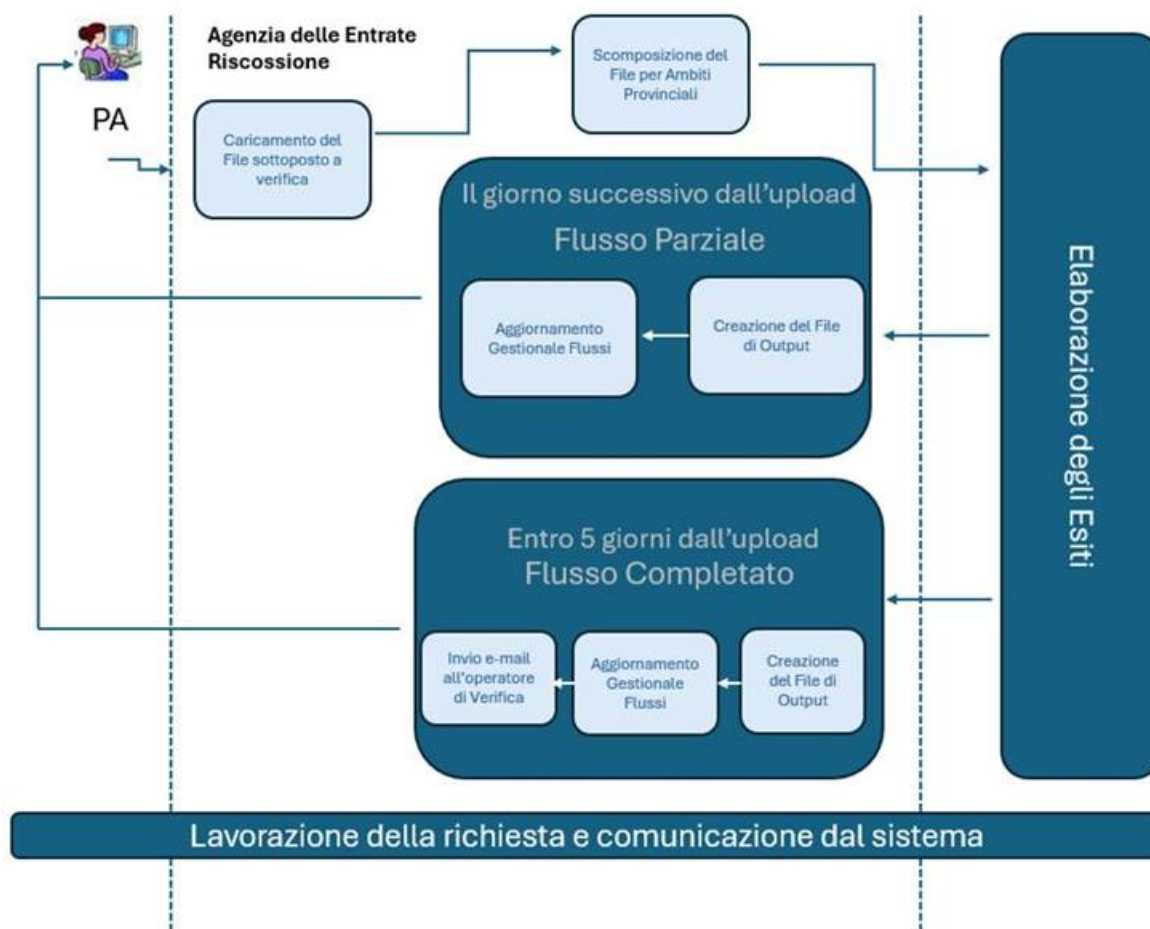 Agenzia delle Entrate
Riscossione
PA
Caricamento del
File sottoposto a
verifica
Scomposizione del
File per Ambiti
Provinciali
Il giorno successivo dall'upload
Flusso Parziale
Aggiornamento
Gestionale Flussi
Creazione del File
di Output
Entro 5 giorni dall'upload
Flusso Completato
Invio e-mail
all'operatore
di Verifica
Aggiornamento
Gestionale
Flussi
Creazione
del File di
Output
Elaborazione degli Esiti
Lavorazione della richiesta e comunicazione dal sistema